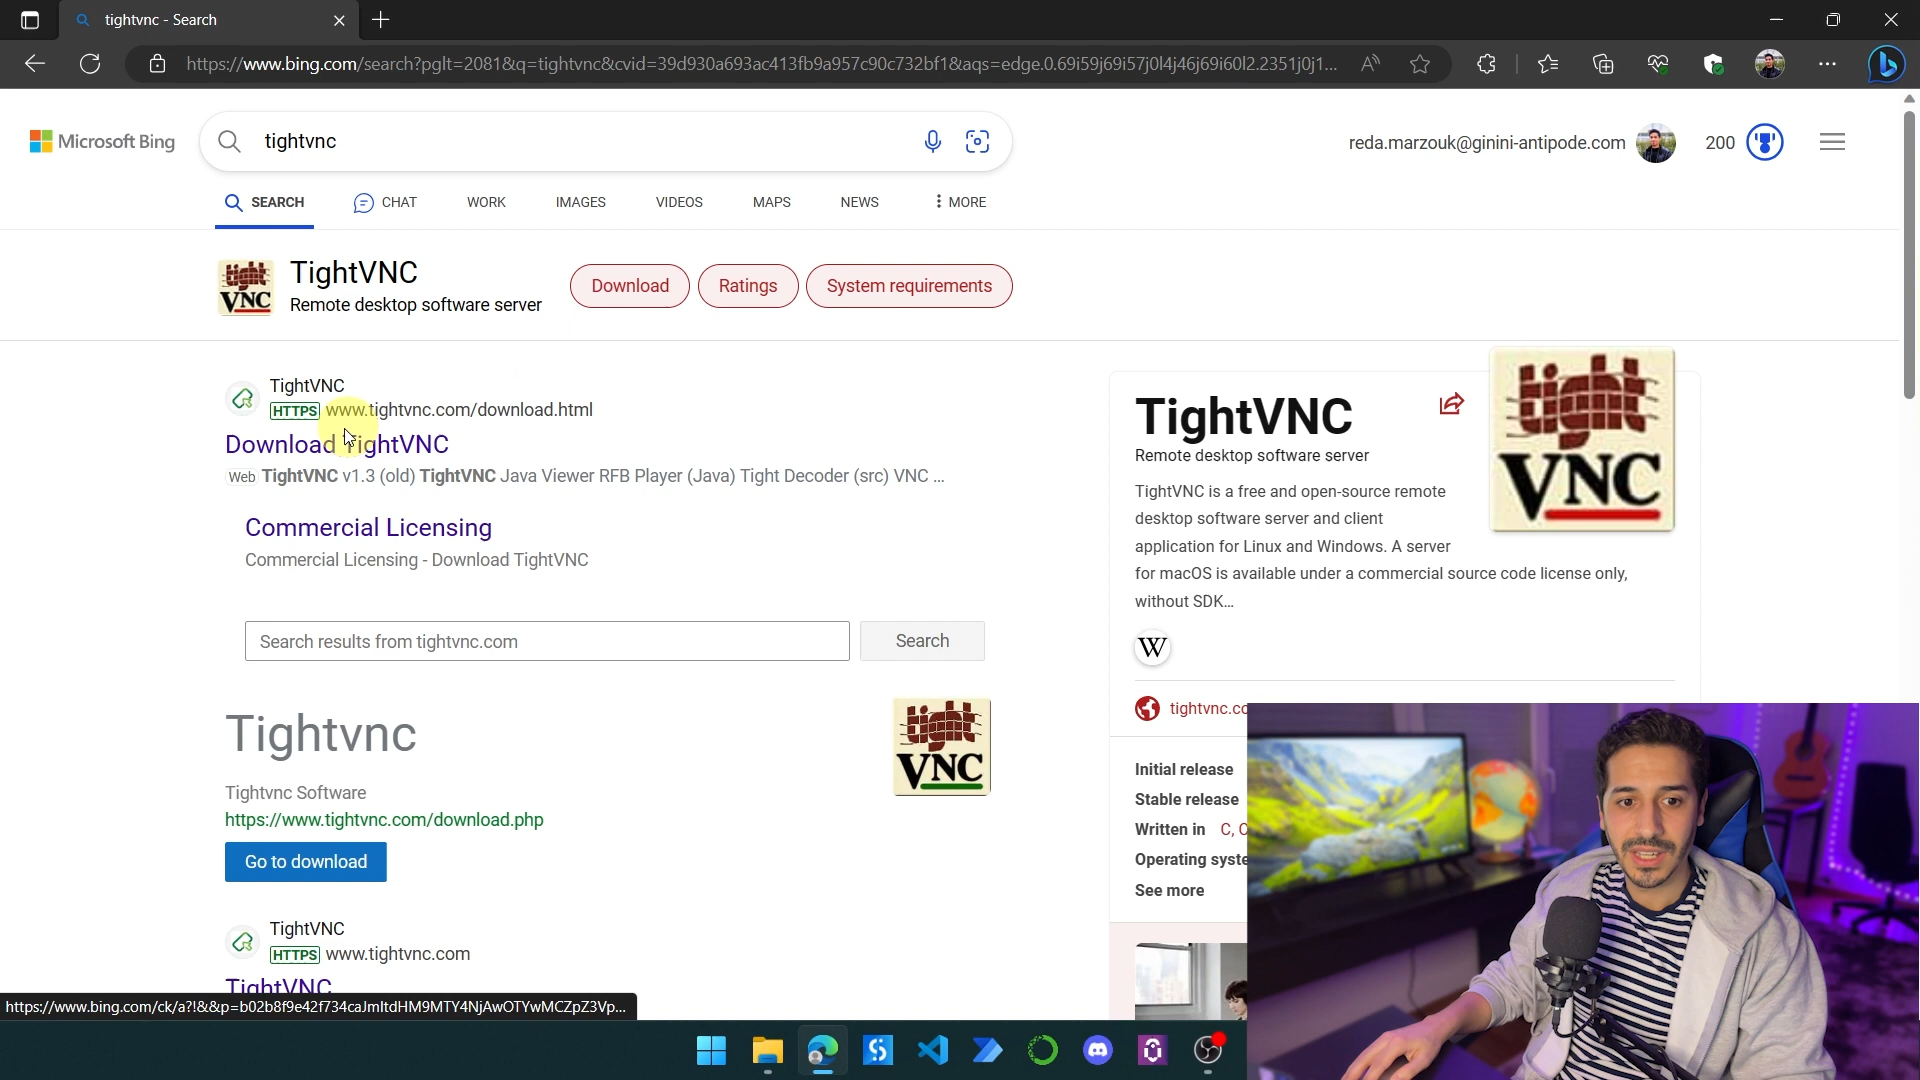 tightvnc - Search
https://www.bing.com/search?pglt=2081&q=tightvnc&cvid=39d930a693ac413fb9a957c90c732bf1&aqs=edge.0.69i59j69i57j0l4j46j69i60l2.2351j0j1...
Microsoft Bing
tightvnc
reda.marzouk@ginini-antipode.com
200
SEARCH
CHAT
WORK
IMAGES
VIDEOS
MAPS
NEWS
MORE
TightVNC
Remote desktop software server
Download
Ratings
System requirements
TightVNC
HTTPS www.tightvnc.com/download.html
Download TightVNC
Web TightVNC v1.3 (old) TightVNC Java Viewer RFB Player (Java) Tight Decoder (src) VNC ...
Commercial Licensing
Commercial Licensing - Download TightVNC
Search results from tightvnc.com
Search
Tightvnc
tight
VNC
Tightvnc Software
https://www.tightvnc.com/download.php
Go to download
TightVNC
HTTPS www.tightvnc.com
TightVNC
https://www.bing.com/ck/a?!&&p=b02b8f9e42f734caJmltdHM9MTY4NjAwOTYwMCZpZ3Vp...
TightVNC
Remote desktop software server
tight
VNC
TightVNC is a free and open-source remote
desktop software server and client
application for Linux and Windows. A server
for macOS is available under a commercial source code license only,
without SDK...
W
tightvnc.co
Initial release
Stable release
Written in C, C
Operating syste
See more